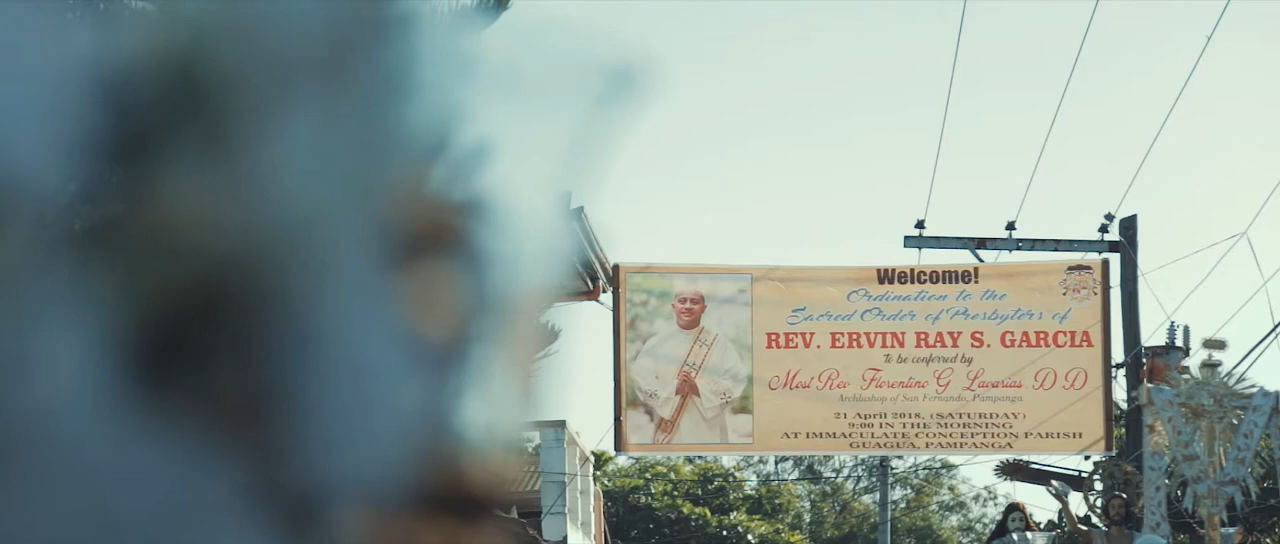 Welcome!
Ordination to the
Sacred Order of Presbyters of
REV. ERVIN RAY S. GARCIA
to be conferred by
Most Rev Florentino G Lavarias D D
Archbishop of San Fernando, Pampanga
21 April 2018, (SATURDAY)
9:00 IN THE MORNING
AT IMMACULATE CONCEPTION PARISH
GUAGUA, PAMPANGA